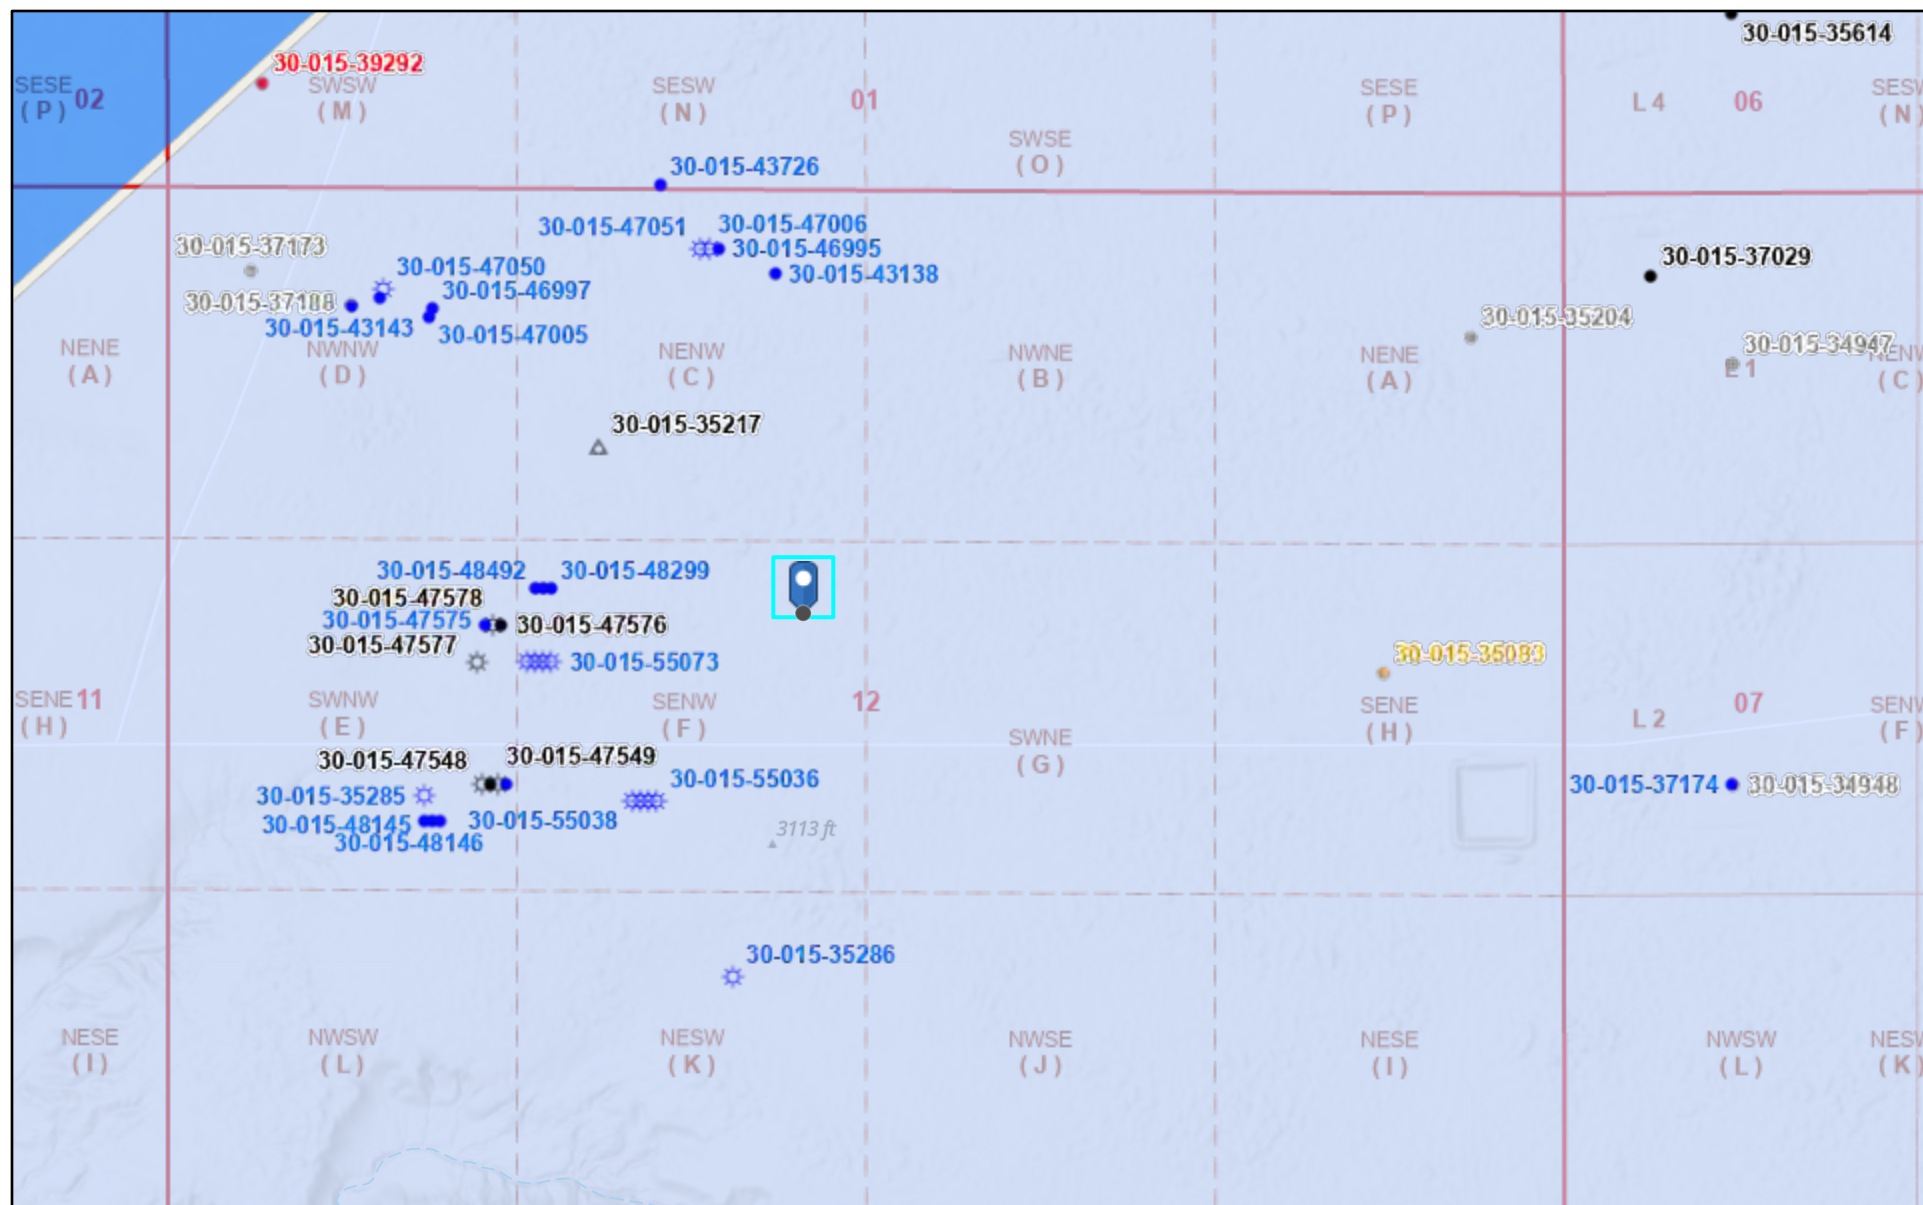 30-015-35614
30-015-39292
SESE
(P) 02
SWSW
(M)
SESW
(N)
01
SESE
(P)
L 4
06
SESW
(N)
SWSE
(O)
30-015-43726
30-015-47051
30-015-47006
30-015-37173
30-015-46995
30-015-47050
30-015-43138
30-015-37029
30-015-46997
30-015-37188
30-015-43143
30-015-47005
30-015-35204
30-015-34947
NENE
(A)
NWNW
(D)
NENW
(C)
NWNE
(B)
NENE
(A)
L 1
NENW
(C)
30-015-35217
30-015-48492
30-015-48299
30-015-47578
30-015-47575
30-015-47576
30-015-47577
30-015-55073
30-015-35083
SENE 11
(H)
SWNW
(E)
SENW
(F)
12
SENE
(H)
L 2
07
SENW
(F)
SWNE
(G)
30-015-47548
30-015-47549
30-015-55036
30-015-37174
30-015-34948
30-015-35285
30-015-48145
30-015-55038
3113 ft
30-015-48146
30-015-35286
NESE
(I)
NWSW
(L)
NESW
(K)
NWSE
(J)
NESE
(I)
NWSW
(L)
NESW
(K)